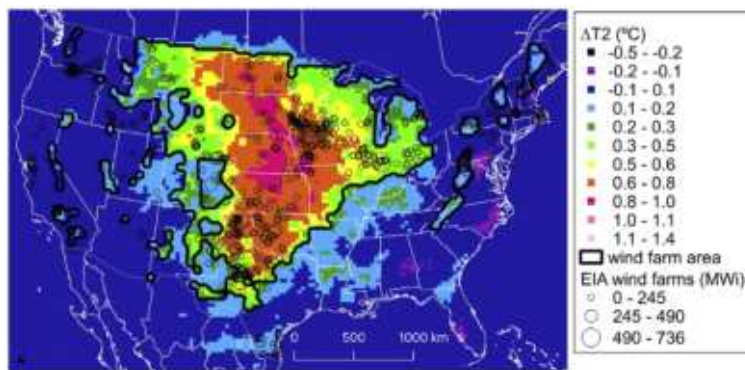 ΔT2 (ºC)
-0.5 - -0.2
-0.2 - -0.1
-0.1 - 0.1
0.1 - 0.2
0.2 - 0.3
0.3 - 0.5
0.5 - 0.6
0.6 - 0.8
0.8 - 1.0
1.0 - 1.1
1.1 - 1.4
wind farm area
EIA wind farms (MWi)
0 - 245
245 - 490
490 - 736
0 500 1000 km